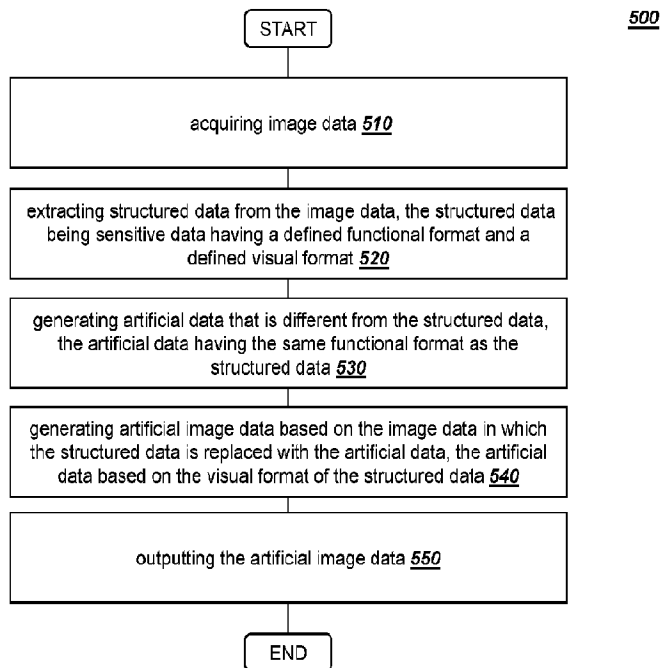 500
START
acquiring image data 510
extracting structured data from the image data, the structured data
being sensitive data having a defined functional format and a
defined visual format 520
generating artificial data that is different from the structured data,
the artificial data having the same functional format as the
structured data 530
generating artificial image data based on the image data in which
the structured data is replaced with the artificial data, the artificial
data based on the visual format of the structured data 540
outputting the artificial image data 550
END